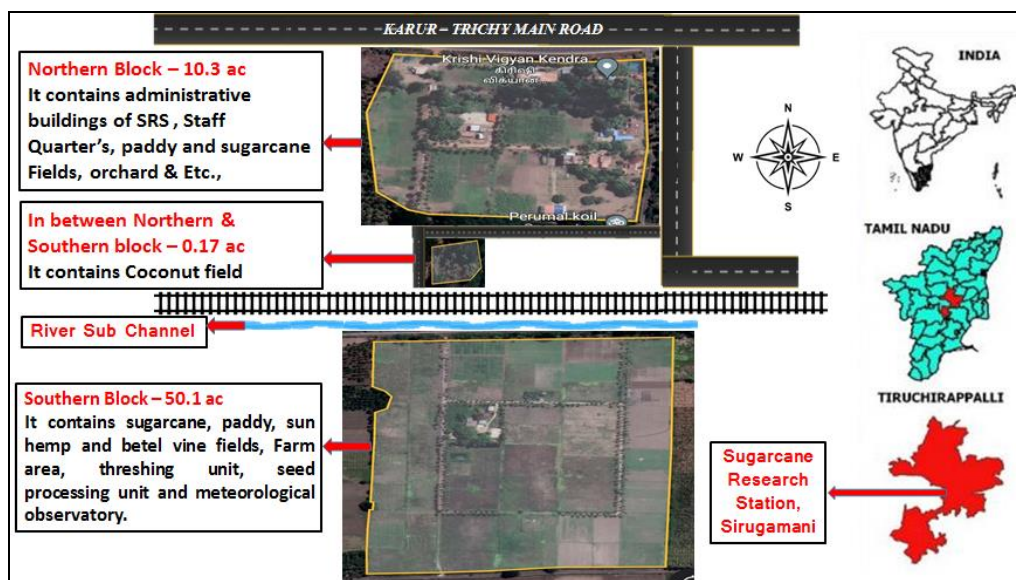 KARUR – TRICHY MAIN ROAD
Northern Block – 10.3 ac
It contains administrative
buildings of SRS , Staff
Quarter's, paddy and sugarcane
Fields, orchard & Etc.,
Krishi Vigyan Kendra
கிரிஷி
விக்யான்
Perumal koil
In between Northern &
Southern block – 0.17 ac
It contains Coconut field
River Sub Channel
Southern Block – 50.1 ac
It contains sugarcane, paddy, sun
hemp and betel vine fields, Farm
area, threshing unit, seed
processing unit and meteorological
observatory.
N
W E
S
INDIA
TAMIL NADU
TIRUCHIRAPPALLI
Sugarcane
Research
Station,
Sirugamani